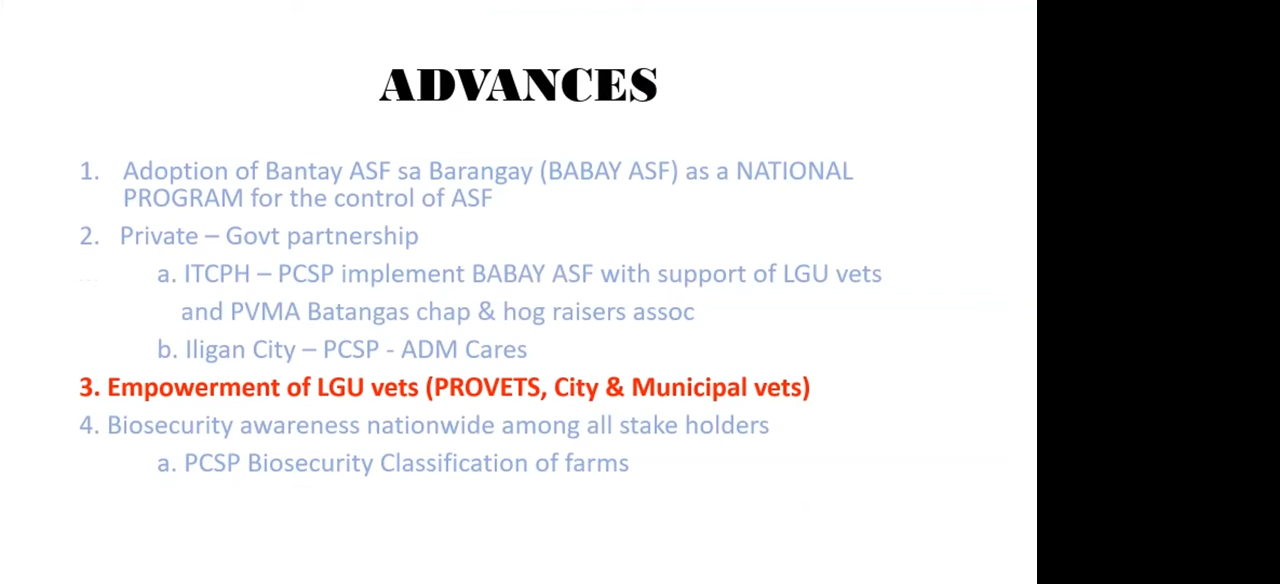 ADVANCES
1. Adoption of Bantay ASF sa Barangay (BABAY ASF) as a NATIONAL
PROGRAM for the control of ASF
2. Private – Govt partnership
a. ITCPH – PCSP implement BABAY ASF with support of LGU vets
and PVMA Batangas chap & hog raisers assoc
b. Iligan City – PCSP - ADM Cares
3. Empowerment of LGU vets (PROVETS, City & Municipal vets)
4. Biosecurity awareness nationwide among all stake holders
a. PCSP Biosecurity Classification of farms